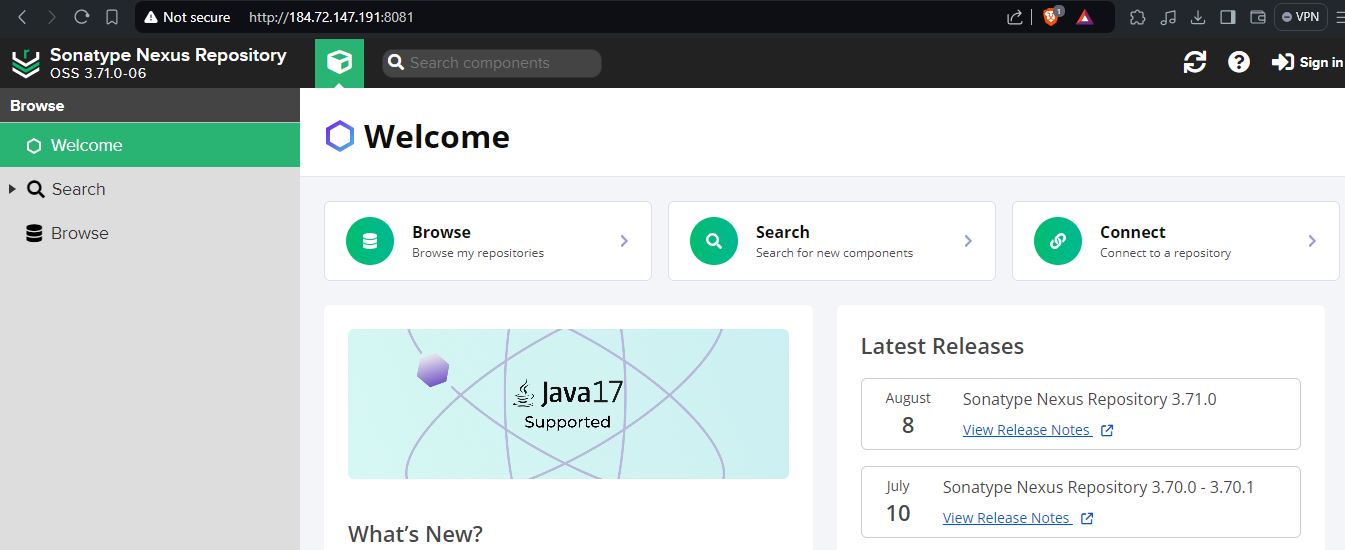 Not secure http://184.72.147.191:8081
1
VPN
Sonatype Nexus Repository
OSS 3.71.0-06
Search components
Sign in
Browse
Welcome
Search
Browse
Welcome
Browse
Browse my repositories
Search
Search for new components
Connect
Connect to a repository
Java17
Supported
What's New?
Latest Releases
August
8
Sonatype Nexus Repository 3.71.0
View Release Notes
July
10
Sonatype Nexus Repository 3.70.0 - 3.70.1
View Release Notes